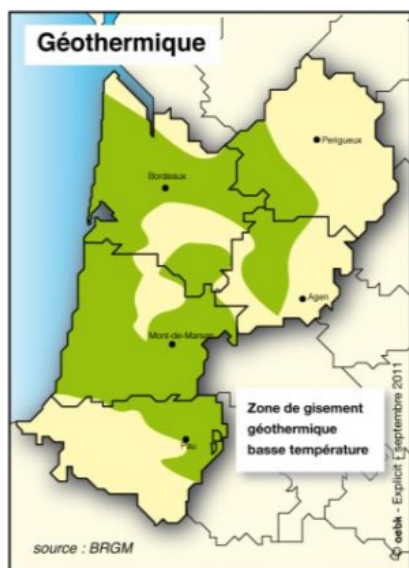 Géothermique
Perigueux
Bordeaux
Agen
Mont-de-Marsan
Pau
Zone de gisement
géothermique
basse température
source : BRGM
oebk - Explicit - septembre 2011